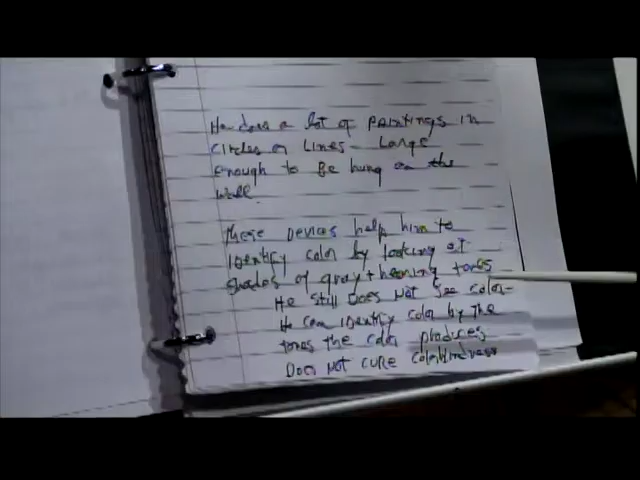 He does a lot of paintings in
circles or lines - Large
enough to be hung on the
wall.
These devices help him to
identify color by looking at
shades of gray + hearing tones
He still does not see color -
He can identify color by the
tones the color produces
Does not cure colorblindness